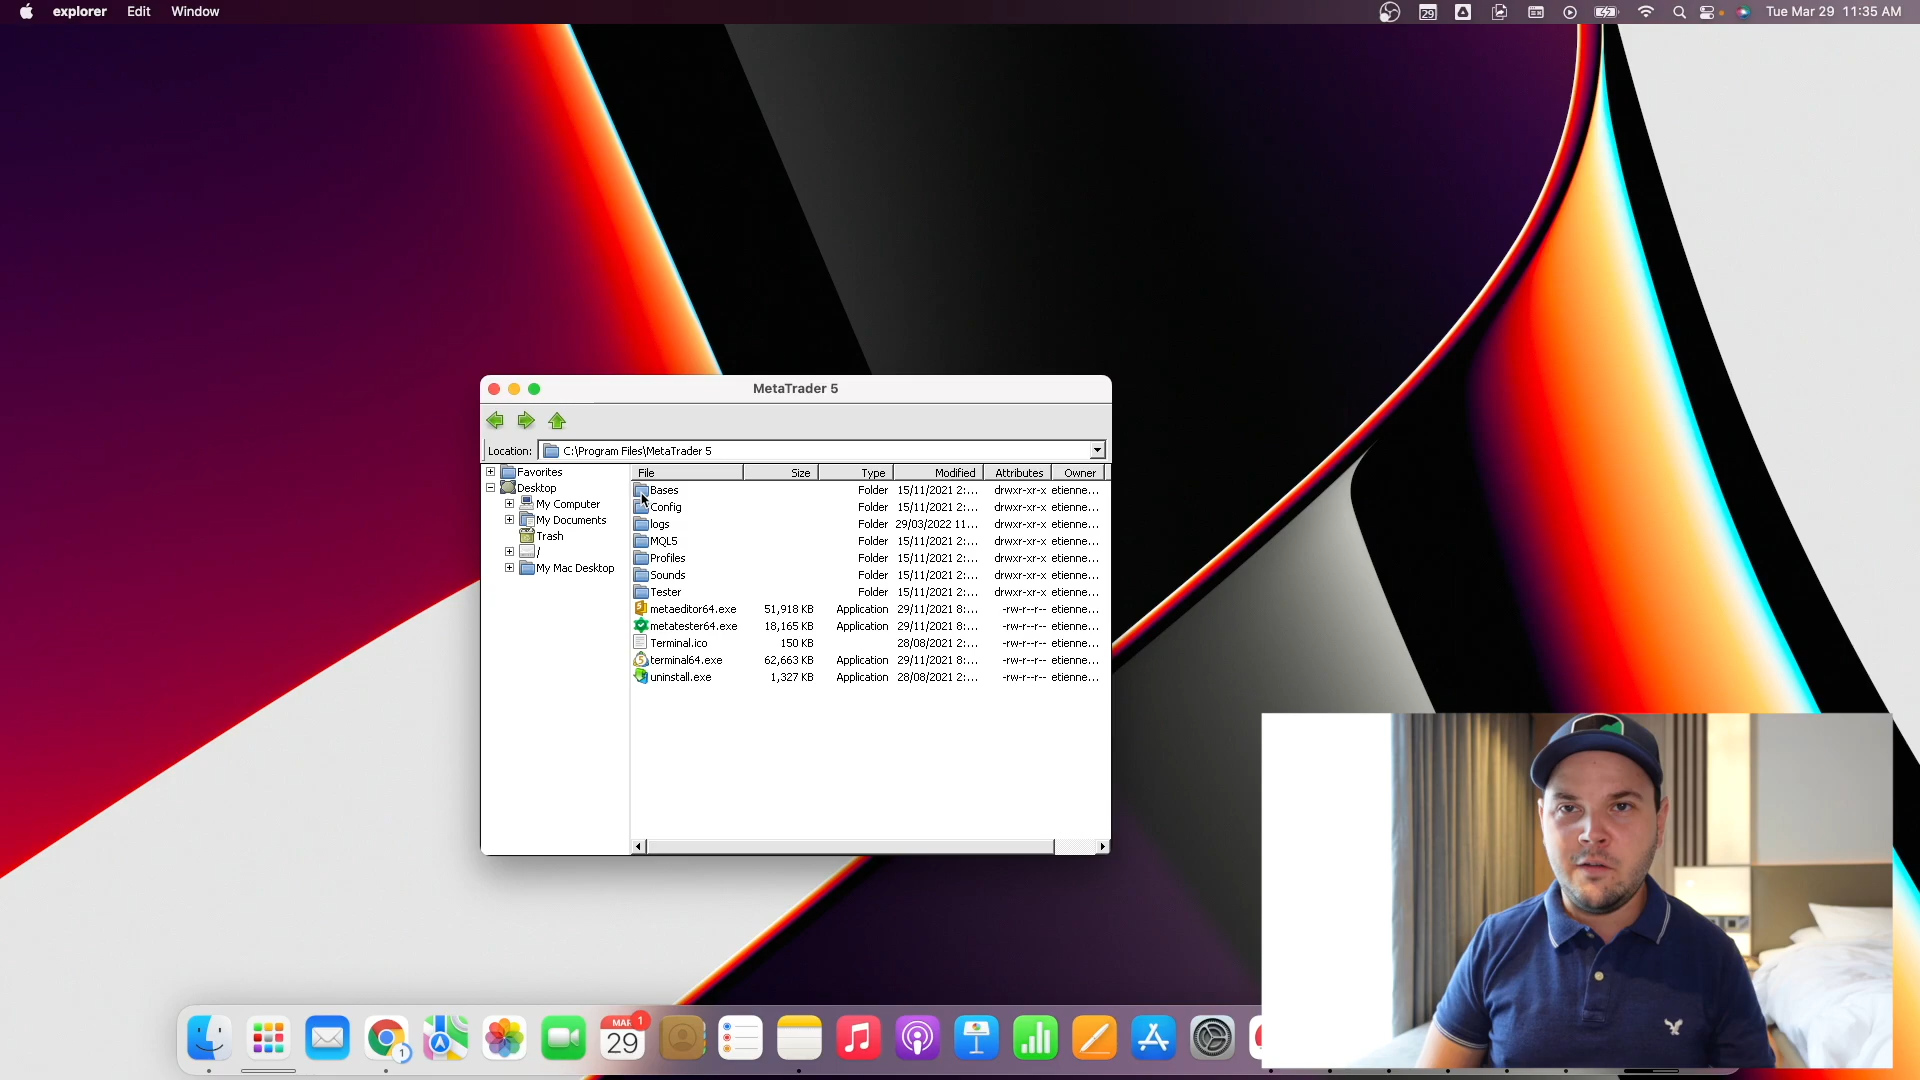 explorer Edit Window 29 Tue Mar 29 11:35 AM
MetaTrader 5
Location: C:\Program Files\MetaTrader 5
Favorites
Desktop
My Computer
My Documents
Trash
/
My Mac Desktop
File Size Type Modified Attributes Owner
Bases Folder 15/11/2021 2:... drwxr-xr-x etienne...
Config Folder 15/11/2021 2:... drwxr-xr-x etienne...
logs Folder 29/03/2022 11... drwxr-xr-x etienne...
MQL5 Folder 15/11/2021 2:... drwxr-xr-x etienne...
Profiles Folder 15/11/2021 2:... drwxr-xr-x etienne...
Sounds Folder 15/11/2021 2:... drwxr-xr-x etienne...
Tester Folder 15/11/2021 2:... drwxr-xr-x etienne...
metaeditor64.exe 51,918 KB Application 29/11/2021 8:... -rw-r--r-- etienne...
metatester64.exe 18,165 KB Application 29/11/2021 8:... -rw-r--r-- etienne...
Terminal.ico 150 KB 28/08/2021 2:... -rw-r--r-- etienne...
terminal64.exe 62,663 KB Application 29/11/2021 8:... -rw-r--r-- etienne...
uninstall.exe 1,327 KB Application 28/08/2021 2:... -rw-r--r-- etienne...
1
MAR 1
29